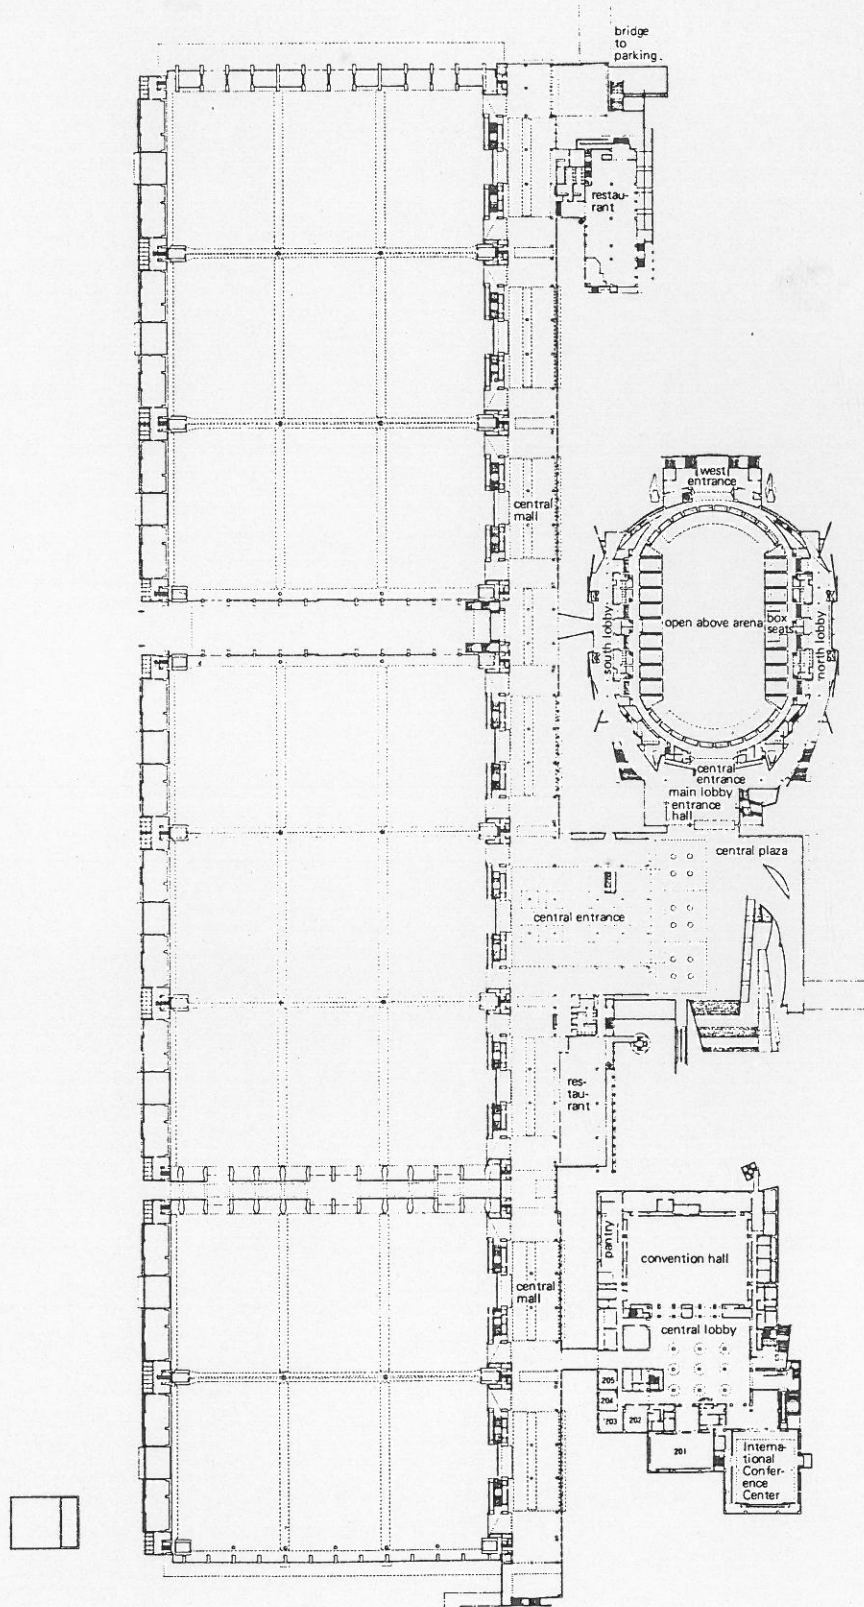 bridge
to
parking.
restau-
rant
west
entrance
central
mall
south lobby
open above arena
box
seats
north lobby
central
entrance
main lobby
entrance
hall
central plaza
central entrance
res-
tau-
rant
pantry
convention hall
central
mall
central lobby
205
204
203
202
201
Interna-
tional
Confer-
ence
Center